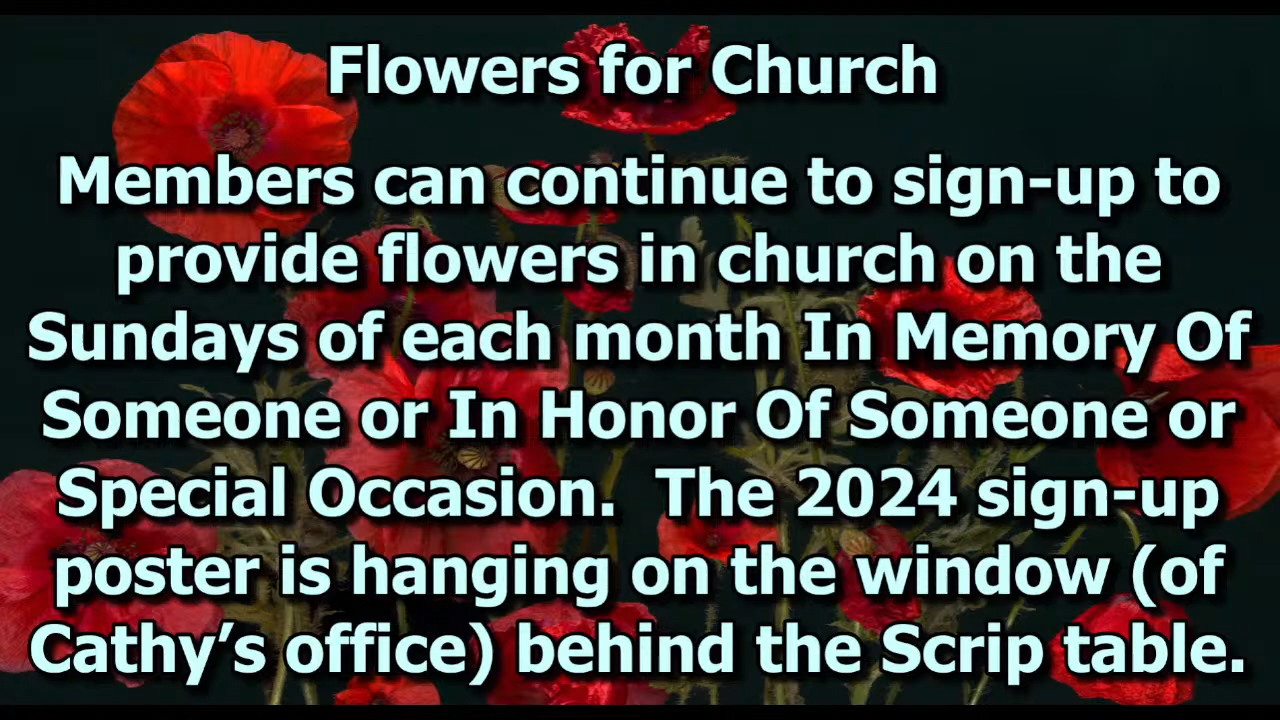 Flowers for Church
Members can continue to sign-up to
provide flowers in church on the
Sundays of each month In Memory Of
Someone or In Honor Of Someone or
Special Occasion.  The 2024 sign-up
poster is hanging on the window (of
Cathy’s office) behind the Scrip table.